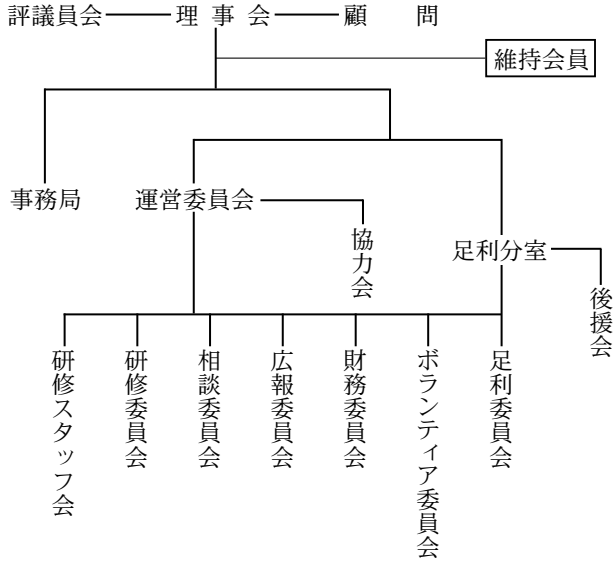 評議員会
理事会
顧問
維持会員
事務局
運営委員会
協力会
足利分室
後援会
研修スタッフ会
研修委員会
相談委員会
広報委員会
財務委員会
ボランティア委員会
足利委員会